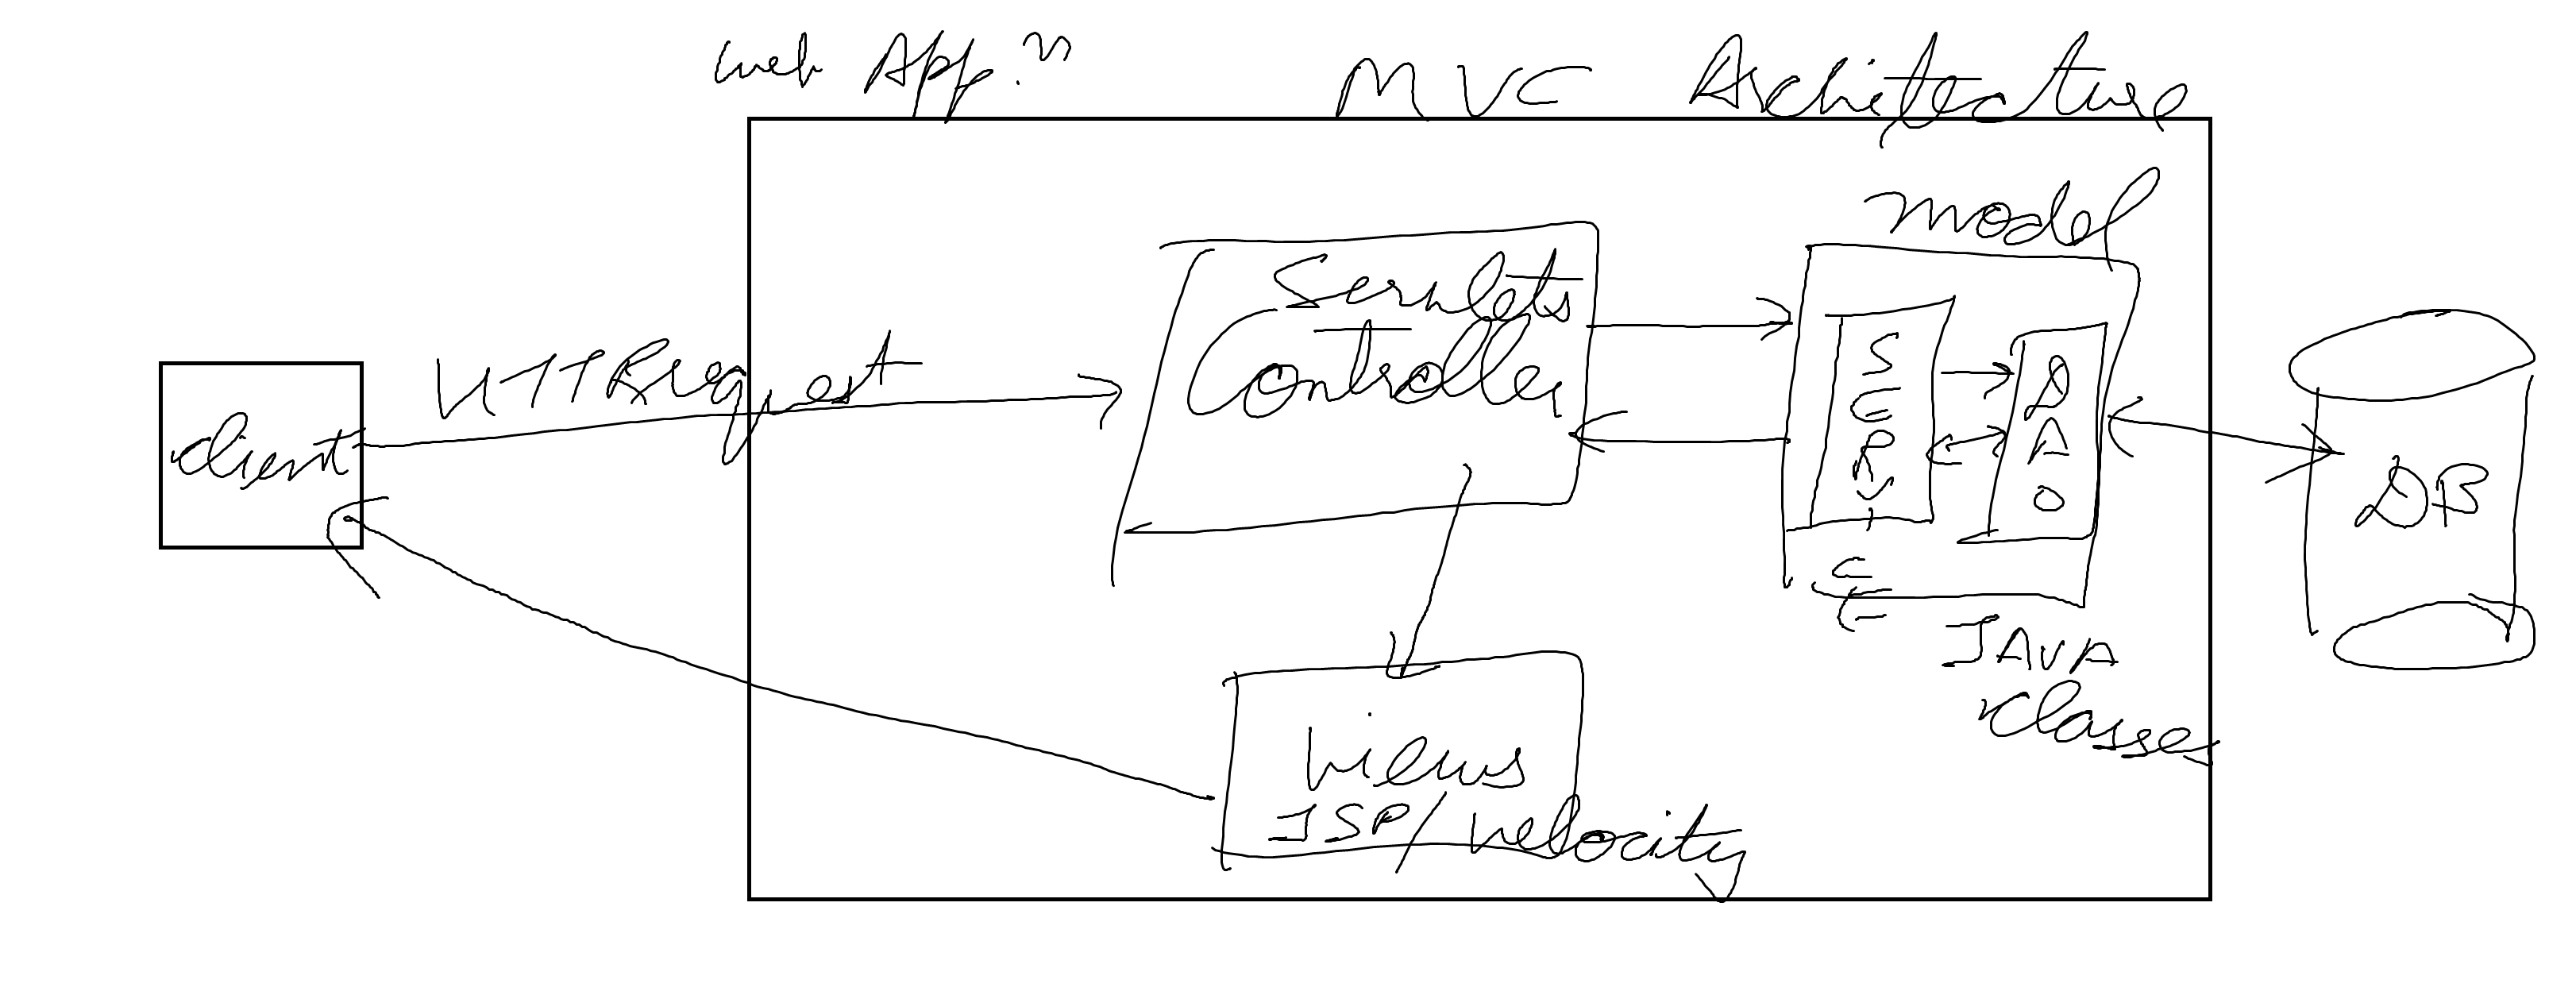 Web App.n
MVC Architecture
Model
Servlets
Controller
SERVICE
DAO
HTTPRequest
client
DB
JAVA
classes
Views
JSP/velocity